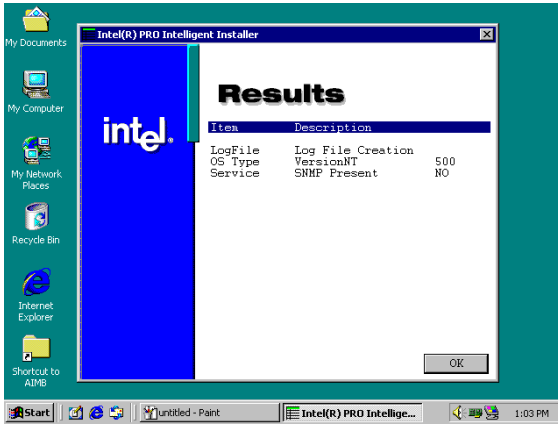 My Documents
My Computer
My Network
Places
Recycle Bin
Internet
Explorer
Shortcut to
AIMB
Intel(R) PRO Intelligent Installer
intel®
Results
Item Description
LogFile Log File Creation
OS Type VersionNT 500
Service SNMP Present NO
OK
Start
untitled - Paint
Intel(R) PRO Intellige...
1:03 PM